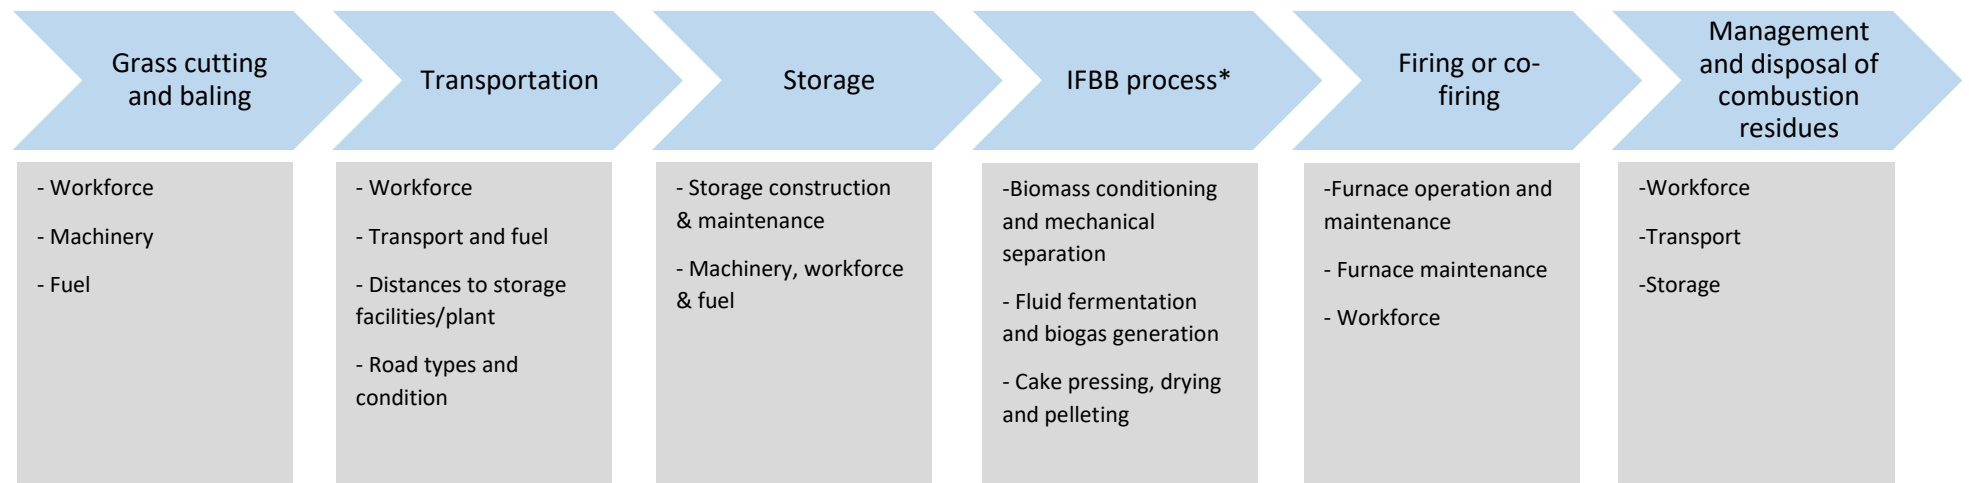 Grass cutting
and baling
Transportation
Storage
IFBB process*
Firing or co-
firing
Management
and disposal of
combustion
residues
- Workforce
- Machinery
- Fuel
- Workforce
- Transport and fuel
- Distances to storage
facilities/plant
- Road types and
condition
- Storage construction
& maintenance
- Machinery, workforce
& fuel
-Biomass conditioning
and mechanical
separation
- Fluid fermentation
and biogas generation
- Cake pressing, drying
and pelleting
-Furnace operation and
maintenance
- Furnace maintenance
- Workforce
-Workforce
-Transport
-Storage